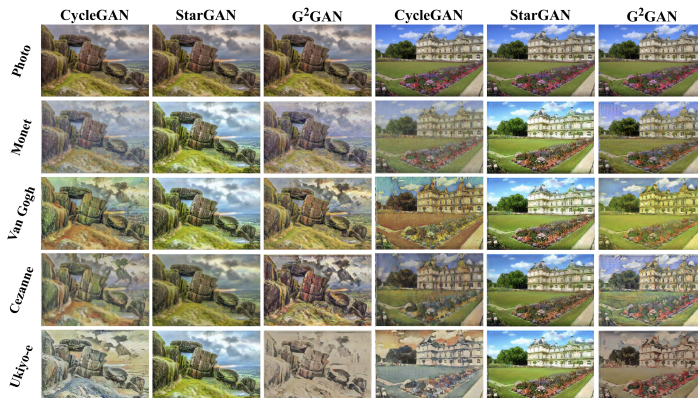 CycleGAN StarGAN G²GAN CycleGAN StarGAN G²GAN
Photo
Monet
Van Gogh
Cezanne
Ukiyo-e